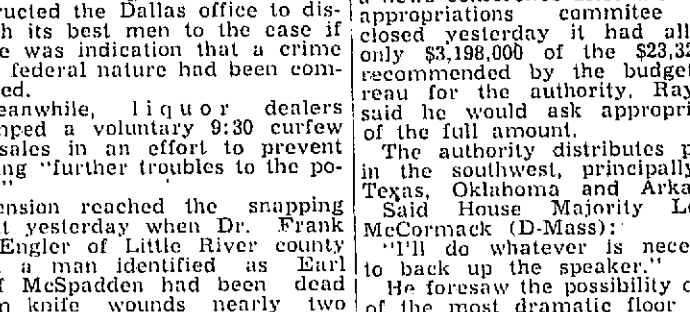 ructed the Dallas office to dis-
h its best men to the case if
e was indication that a crime
federal nature had been com-
ed.
eanwhile, liquor dealers
mped a voluntary 9:30 curfew
sales in an effort to prevent
ing "further troubles to the po-
"
ension reached the snapping
t yesterday when Dr. Frank
Engler of Little River county
a man identified as Earl
f McSpadden had been dead
m knife wounds nearly two
appropriations commitee
closed yesterday it had all
only $3,198,000 of the $23,32
recommended by the budget
reau for the authority. Ray
said he would ask appropri
of the full amount.
The authority distributes p
in the southwest, principally
Texas, Oklahoma and Arka
Said House Majority Le
McCormack (D-Mass):
"I'll do whatever is nece
to back up the speaker."
He foresaw the possibility o
of the most dramatic floor